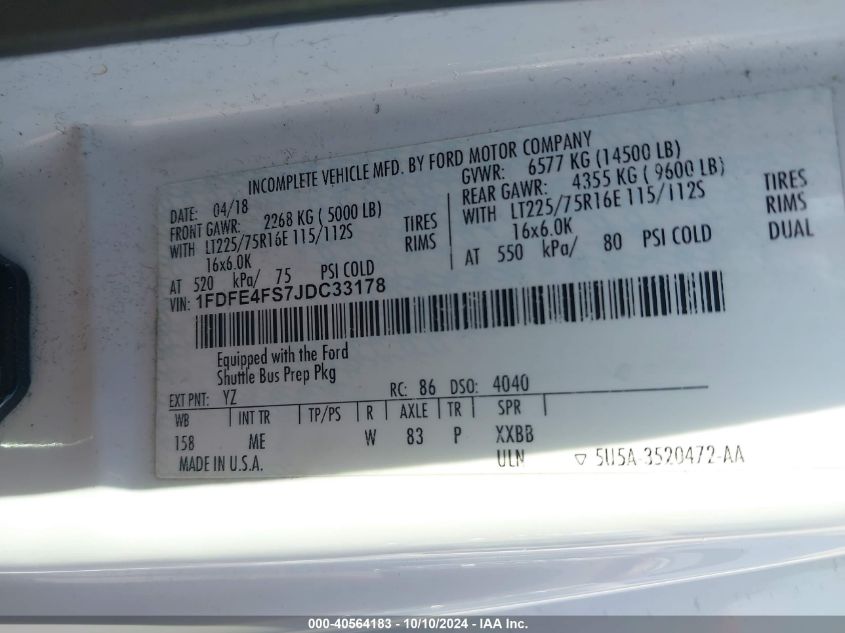 INCOMPLETE VEHICLE MFD. BY FORD MOTOR COMPANY
DATE: 04/18
FRONT GAWR: 2268 KG ( 5000 LB)
WITH LT225/75R16E 115/112S TIRES
16x6.0K RIMS
AT 520 kPa/ 75 PSI COLD
GVWR: 6577 KG (14500 LB)
REAR GAWR: 4355 KG ( 9600 LB)
WITH LT225/75R16E 115/112S TIRES
16x6.0K RIMS
AT 550 kPa/ 80 PSI COLD DUAL
VIN: 1FDFE4FS7JDC33178
Equipped with the Ford
Shuttle Bus Prep Pkg
EXT PNT: YZ RC: 86 DSO: 4040
WB INT TR TP/PS R AXLE TR SPR
158 ME W 83 P XXBB
MADE IN U.S.A. ULN ▽ 5U5A-3520472-AA
000-40564183 - 10/10/2024 - IAA Inc.